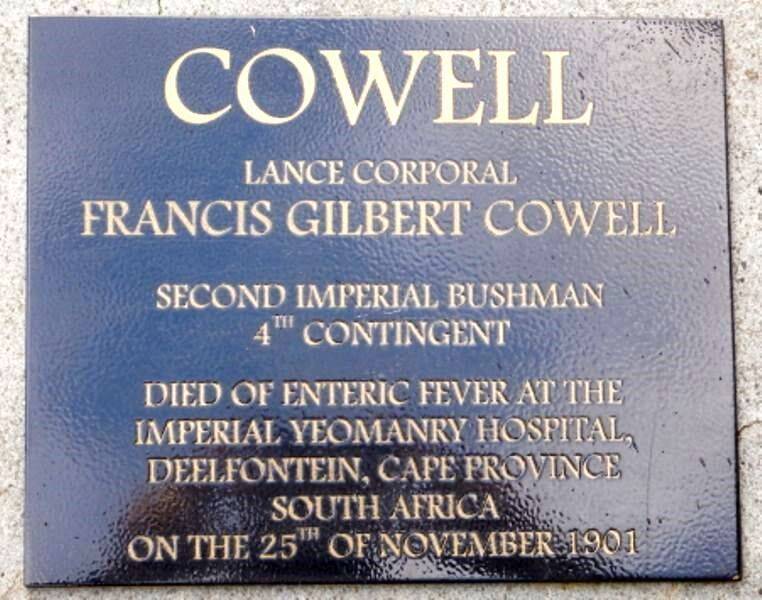 COWELL
LANCE CORPORAL
FRANCIS GILBERT COWELL
SECOND IMPERIAL BUSHMAN
4TH CONTINGENT
DIED OF ENTERIC FEVER AT THE
IMPERIAL YEOMANRY HOSPITAL,
DEELFONTEIN, CAPE PROVINCE
SOUTH AFRICA
ON THE 25TH OF NOVEMBER 1901